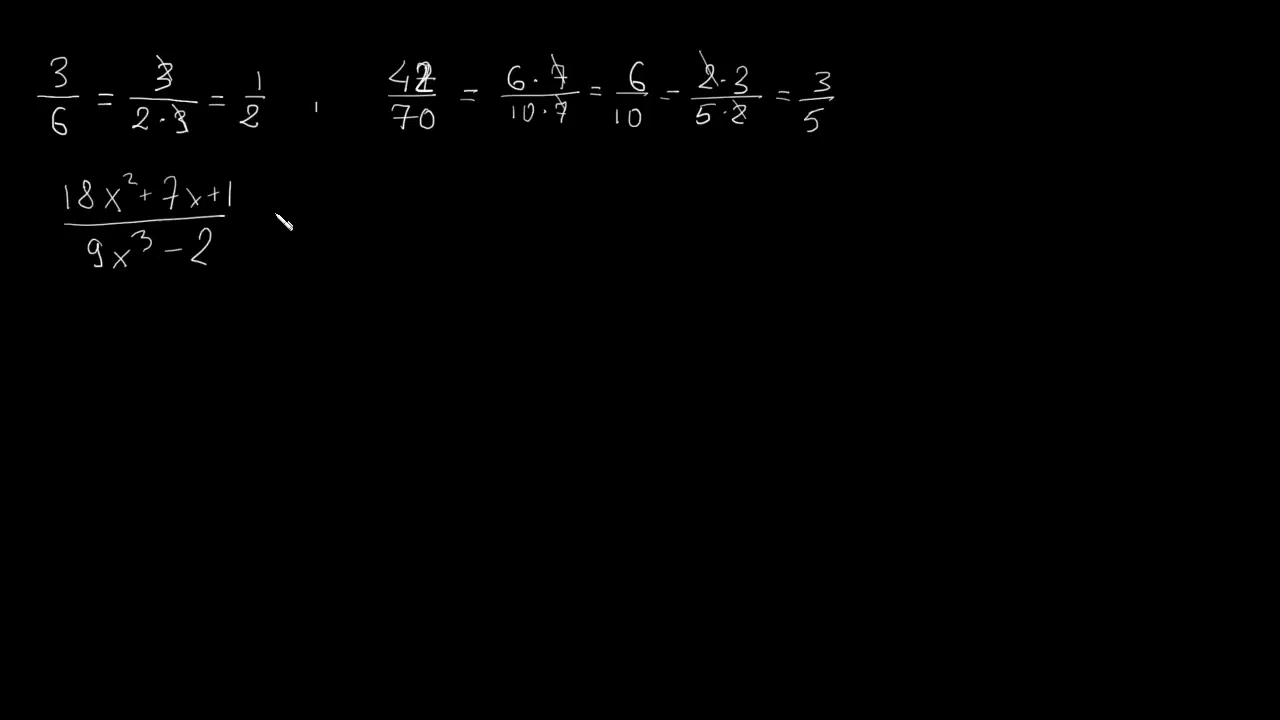 3/6 = 3/(2·3) = 1/2 , 42/70 = (6·7)/(10·7) = 6/10 = (2·3)/(5·2) = 3/5
(18x² + 7x + 1)/(9x³ − 2)